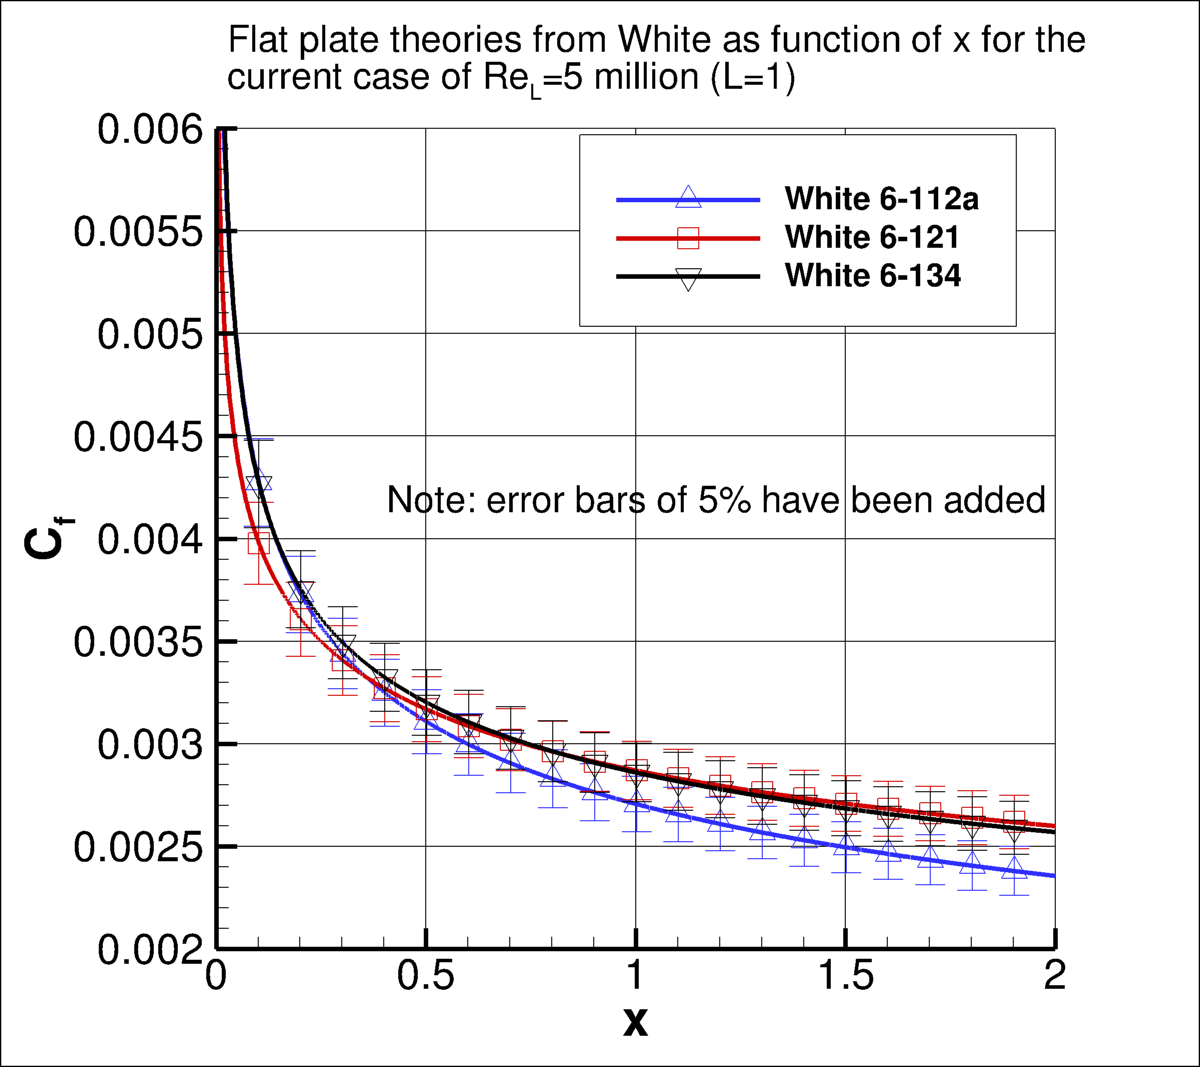 Flat plate theories from White as function of x for the
current case of Re_L=5 million (L=1)
0.006
0.0055
0.005
0.0045
0.004
0.0035
0.003
0.0025
0.002
C_f
White 6-112a
White 6-121
White 6-134
Note: error bars of 5% have been added
0 0.5 1 1.5 2
x